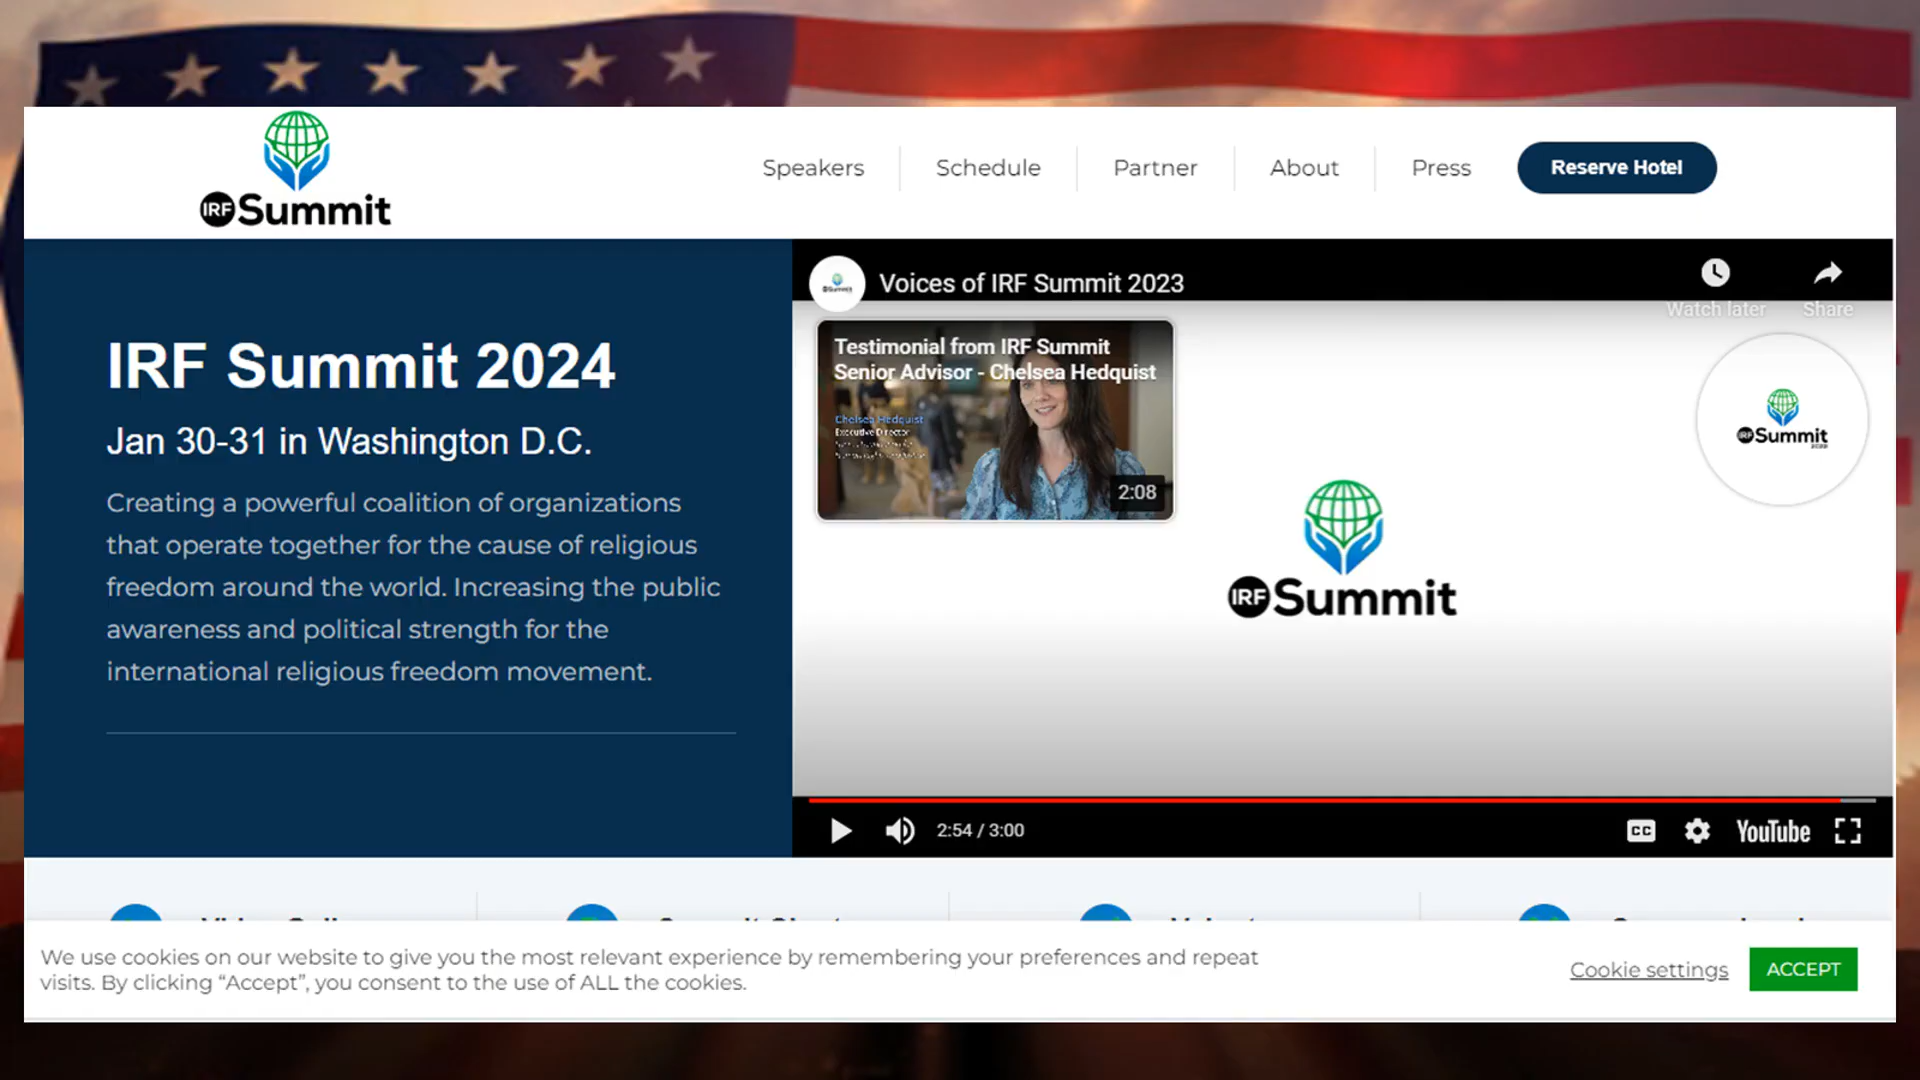 Speakers
Schedule
Partner
About
Press
Reserve Hotel
IRF Summit
IRF Summit 2024
Jan 30-31 in Washington D.C.
Creating a powerful coalition of organizations
that operate together for the cause of religious
freedom around the world. Increasing the public
awareness and political strength for the
international religious freedom movement.
Voices of IRF Summit 2023
Watch later
Share
Testimonial from IRF Summit
Senior Advisor - Chelsea Hedquist
Chelsea Hedquist
Executive Director
2:08
IRF Summit
2023
IRF Summit
2:54 / 3:00
CC
YouTube
We use cookies on our website to give you the most relevant experience by remembering your preferences and repeat
visits. By clicking “Accept”, you consent to the use of ALL the cookies.
Cookie settings
ACCEPT